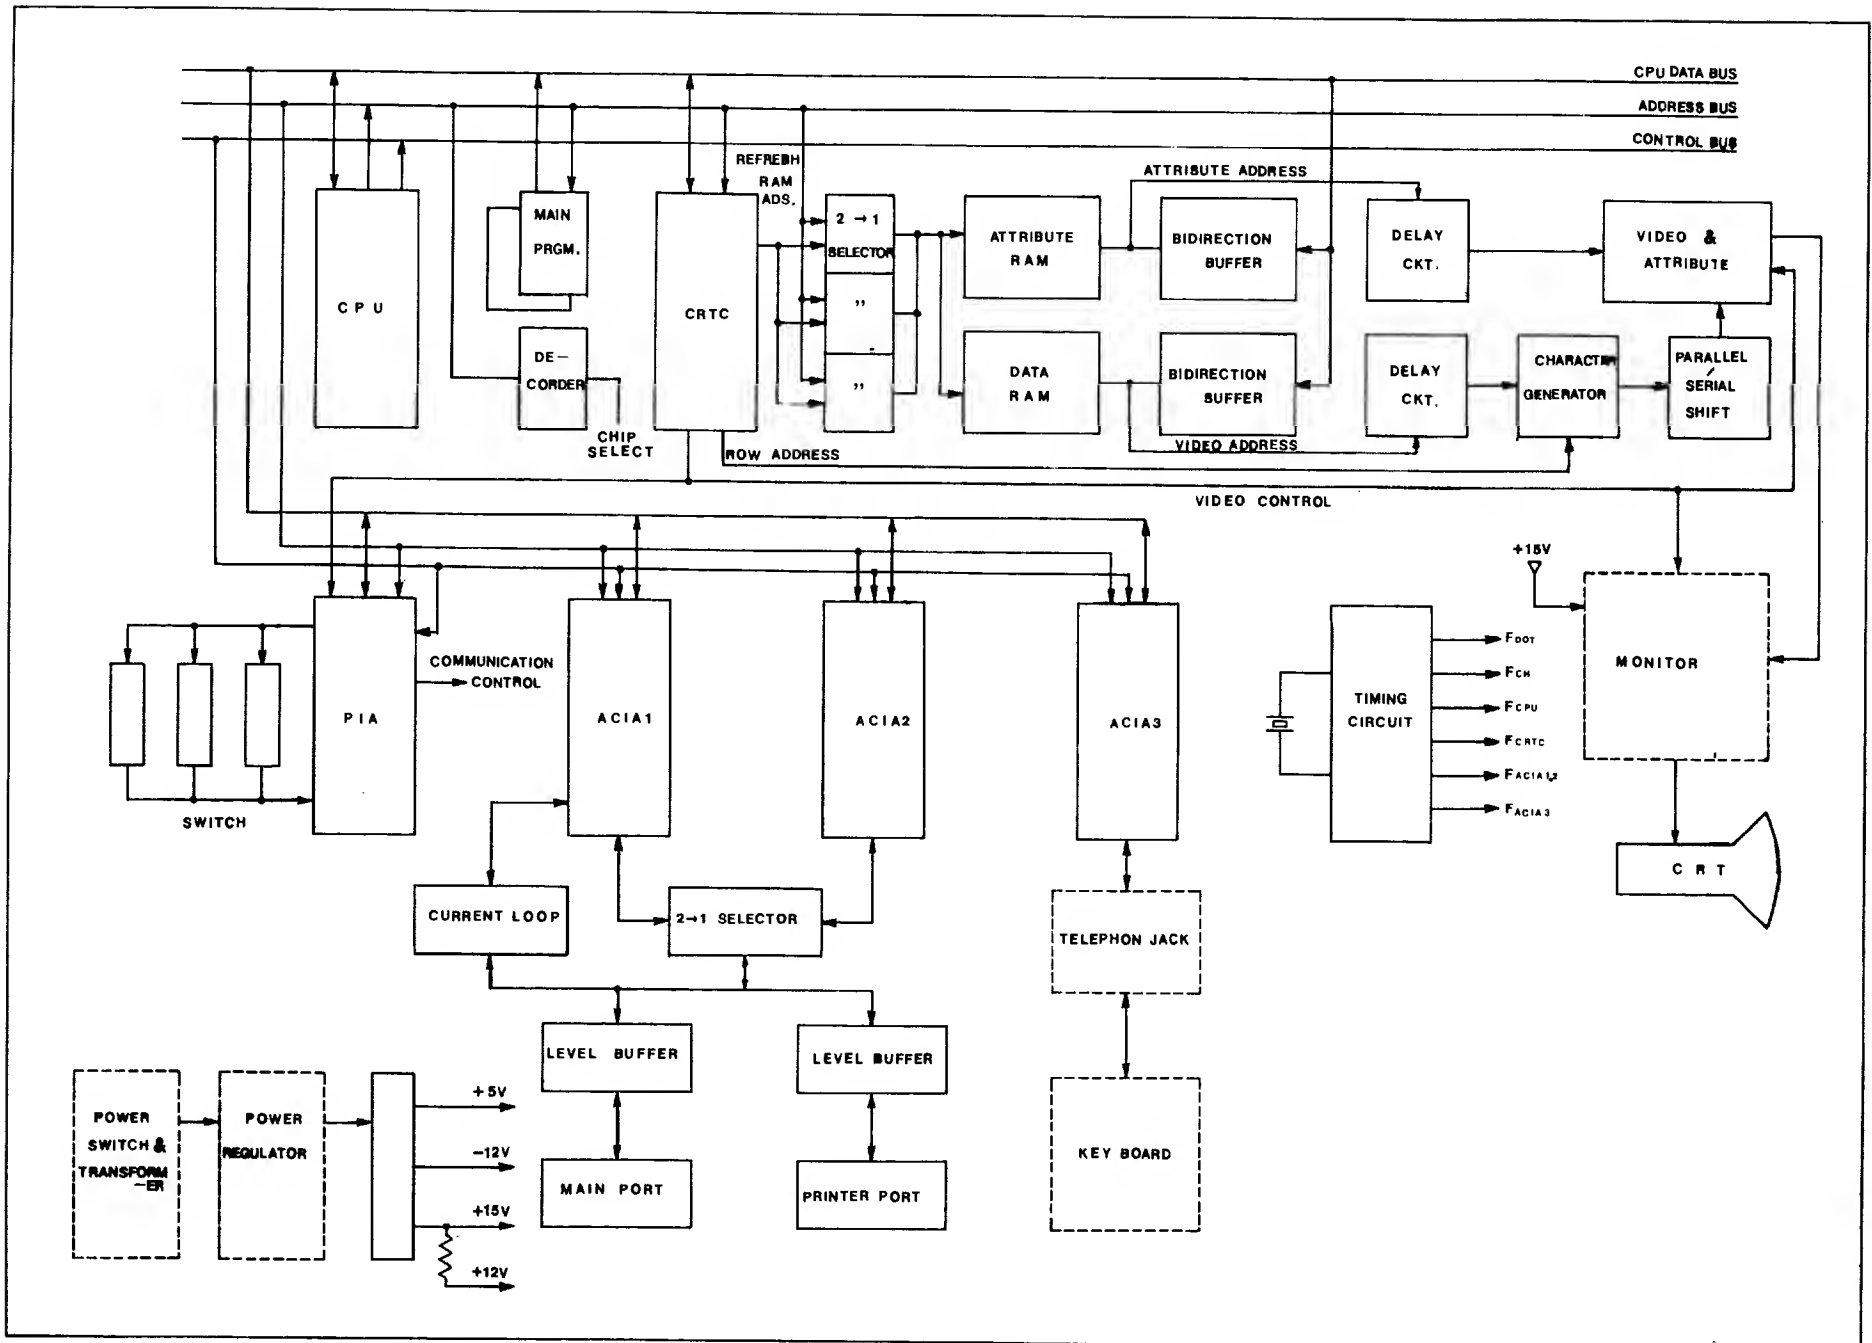 CPU DATA BUS
ADDRESS BUS
CONTROL BUS
REFREBH
RAM
ADS.
ATTRIBUTE ADDRESS
CPU
MAIN
PRGM.
DE-
CORDER
CHIP
SELECT
CRTC
ROW ADDRESS
2 → 1
SELECTOR
"
"
ATTRIBUTE
RAM
DATA
RAM
BIDIRECTION
BUFFER
BIDIRECTION
BUFFER
VIDEO ADDRESS
DELAY
CKT.
DELAY
CKT.
VIDEO &
ATTRIBUTE
CHARACTER
GENERATOR
PARALLEL
/
SERIAL
SHIFT
VIDEO CONTROL
SWITCH
PIA
COMMUNICATION
CONTROL
ACIA1
ACIA2
ACIA3
TIMING
CIRCUIT
FDOT
FCH
FCPU
FCRTC
FACIA1,2
FACIA3
+15V
MONITOR
CRT
CURRENT LOOP
2→1 SELECTOR
TELEPHON JACK
LEVEL BUFFER
LEVEL BUFFER
MAIN PORT
PRINTER PORT
KEY BOARD
POWER
SWITCH &
TRANSFORM
-ER
POWER
REGULATOR
+5V
-12V
+15V
+12V